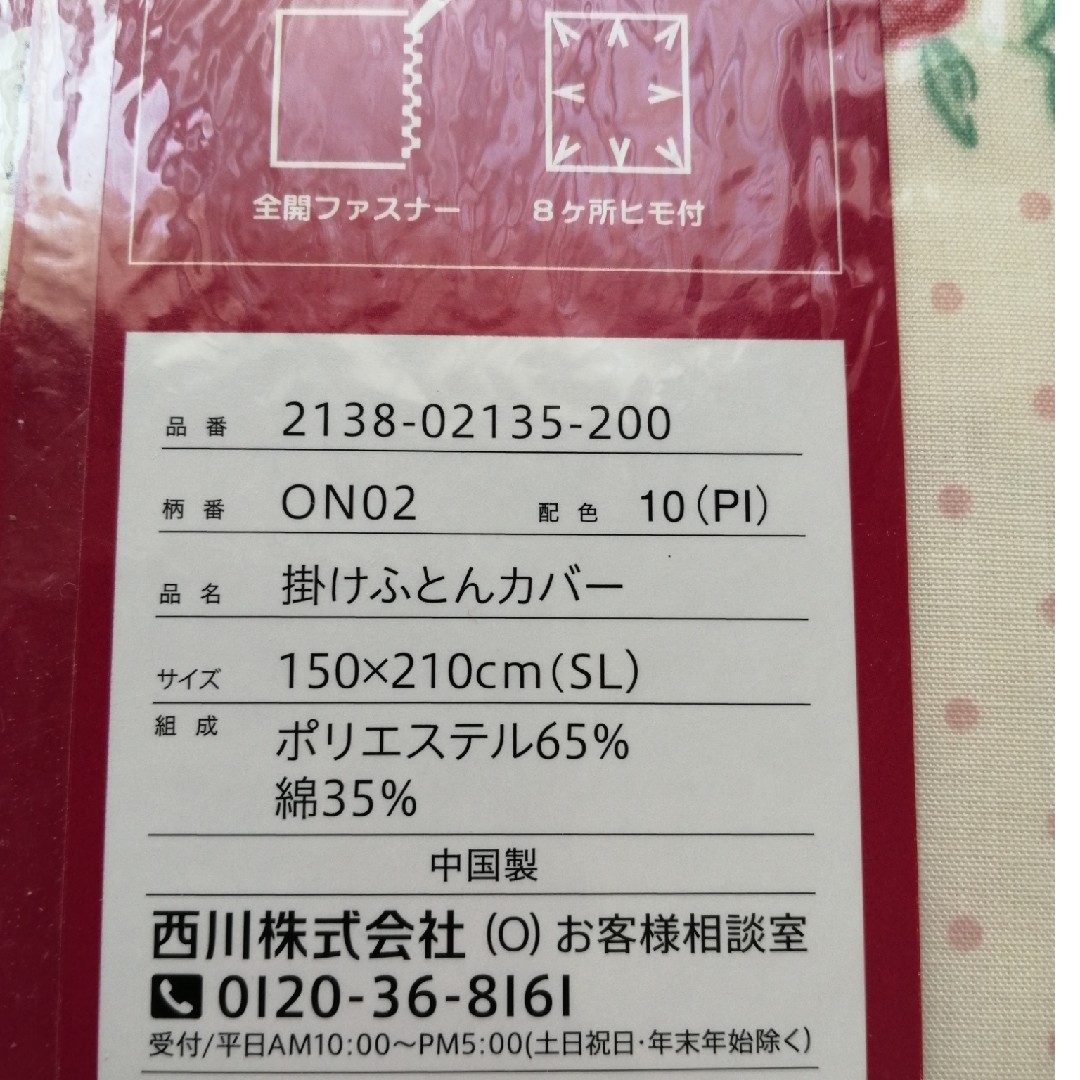 全開ファスナー 8ヶ所ヒモ付
品番 2138-02135-200
柄番 ON02 配色 10(PI)
品名 掛けふとんカバー
サイズ 150×210cm(SL)
組成 ポリエステル65%
綿35%
中国製
西川株式会社 (O) お客様相談室
0120-36-8161
受付/平日AM10:00〜PM5:00(土日祝日・年末年始除く)